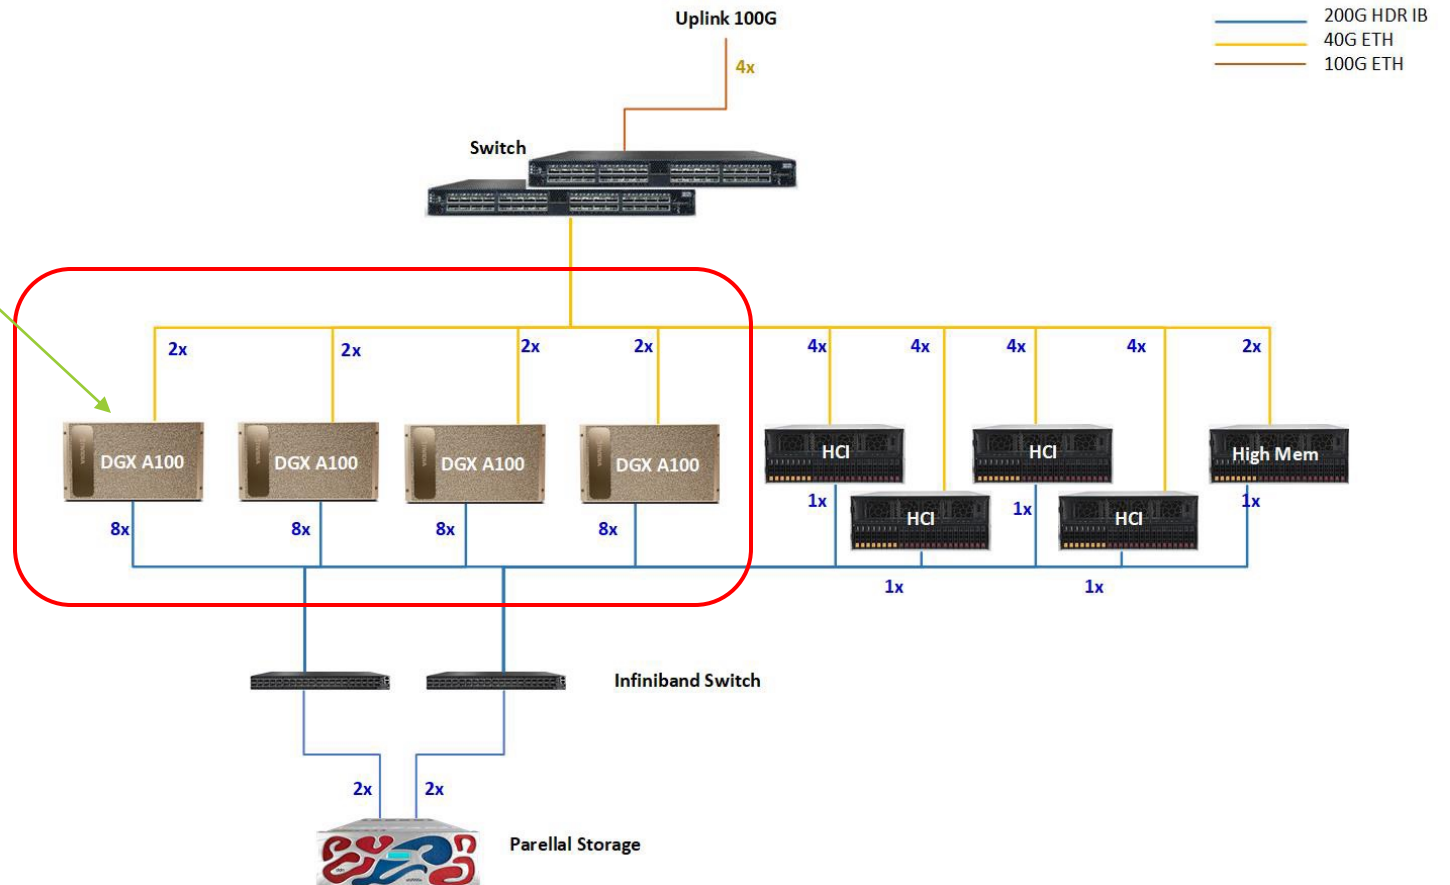 Uplink 100G
200G HDR IB
40G ETH
100G ETH
4x
Switch
2x
2x
2x
2x
4x
4x
4x
4x
2x
DGX A100
DGX A100
DGX A100
DGX A100
HCI
HCI
High Mem
8x
8x
8x
8x
1x
HCI
1x
HCI
1x
1x
1x
Infiniband Switch
2x
2x
Parellal Storage